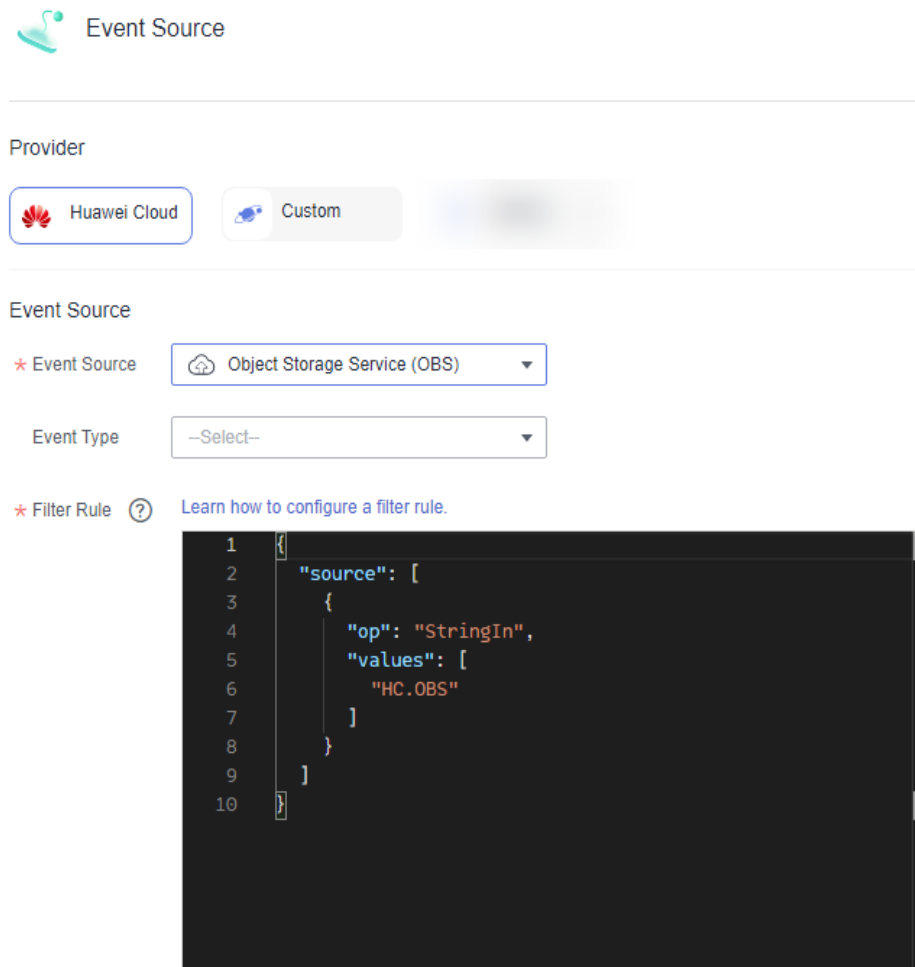 Event Source
Provider
Huawei Cloud
Custom
Event Source
* Event Source
Object Storage Service (OBS)
Event Type
--Select--
* Filter Rule ? Learn how to configure a filter rule.
1 {
2 "source": [
3 {
4 "op": "StringIn",
5 "values": [
6 "HC.OBS"
7 ]
8 }
9 ]
10 }